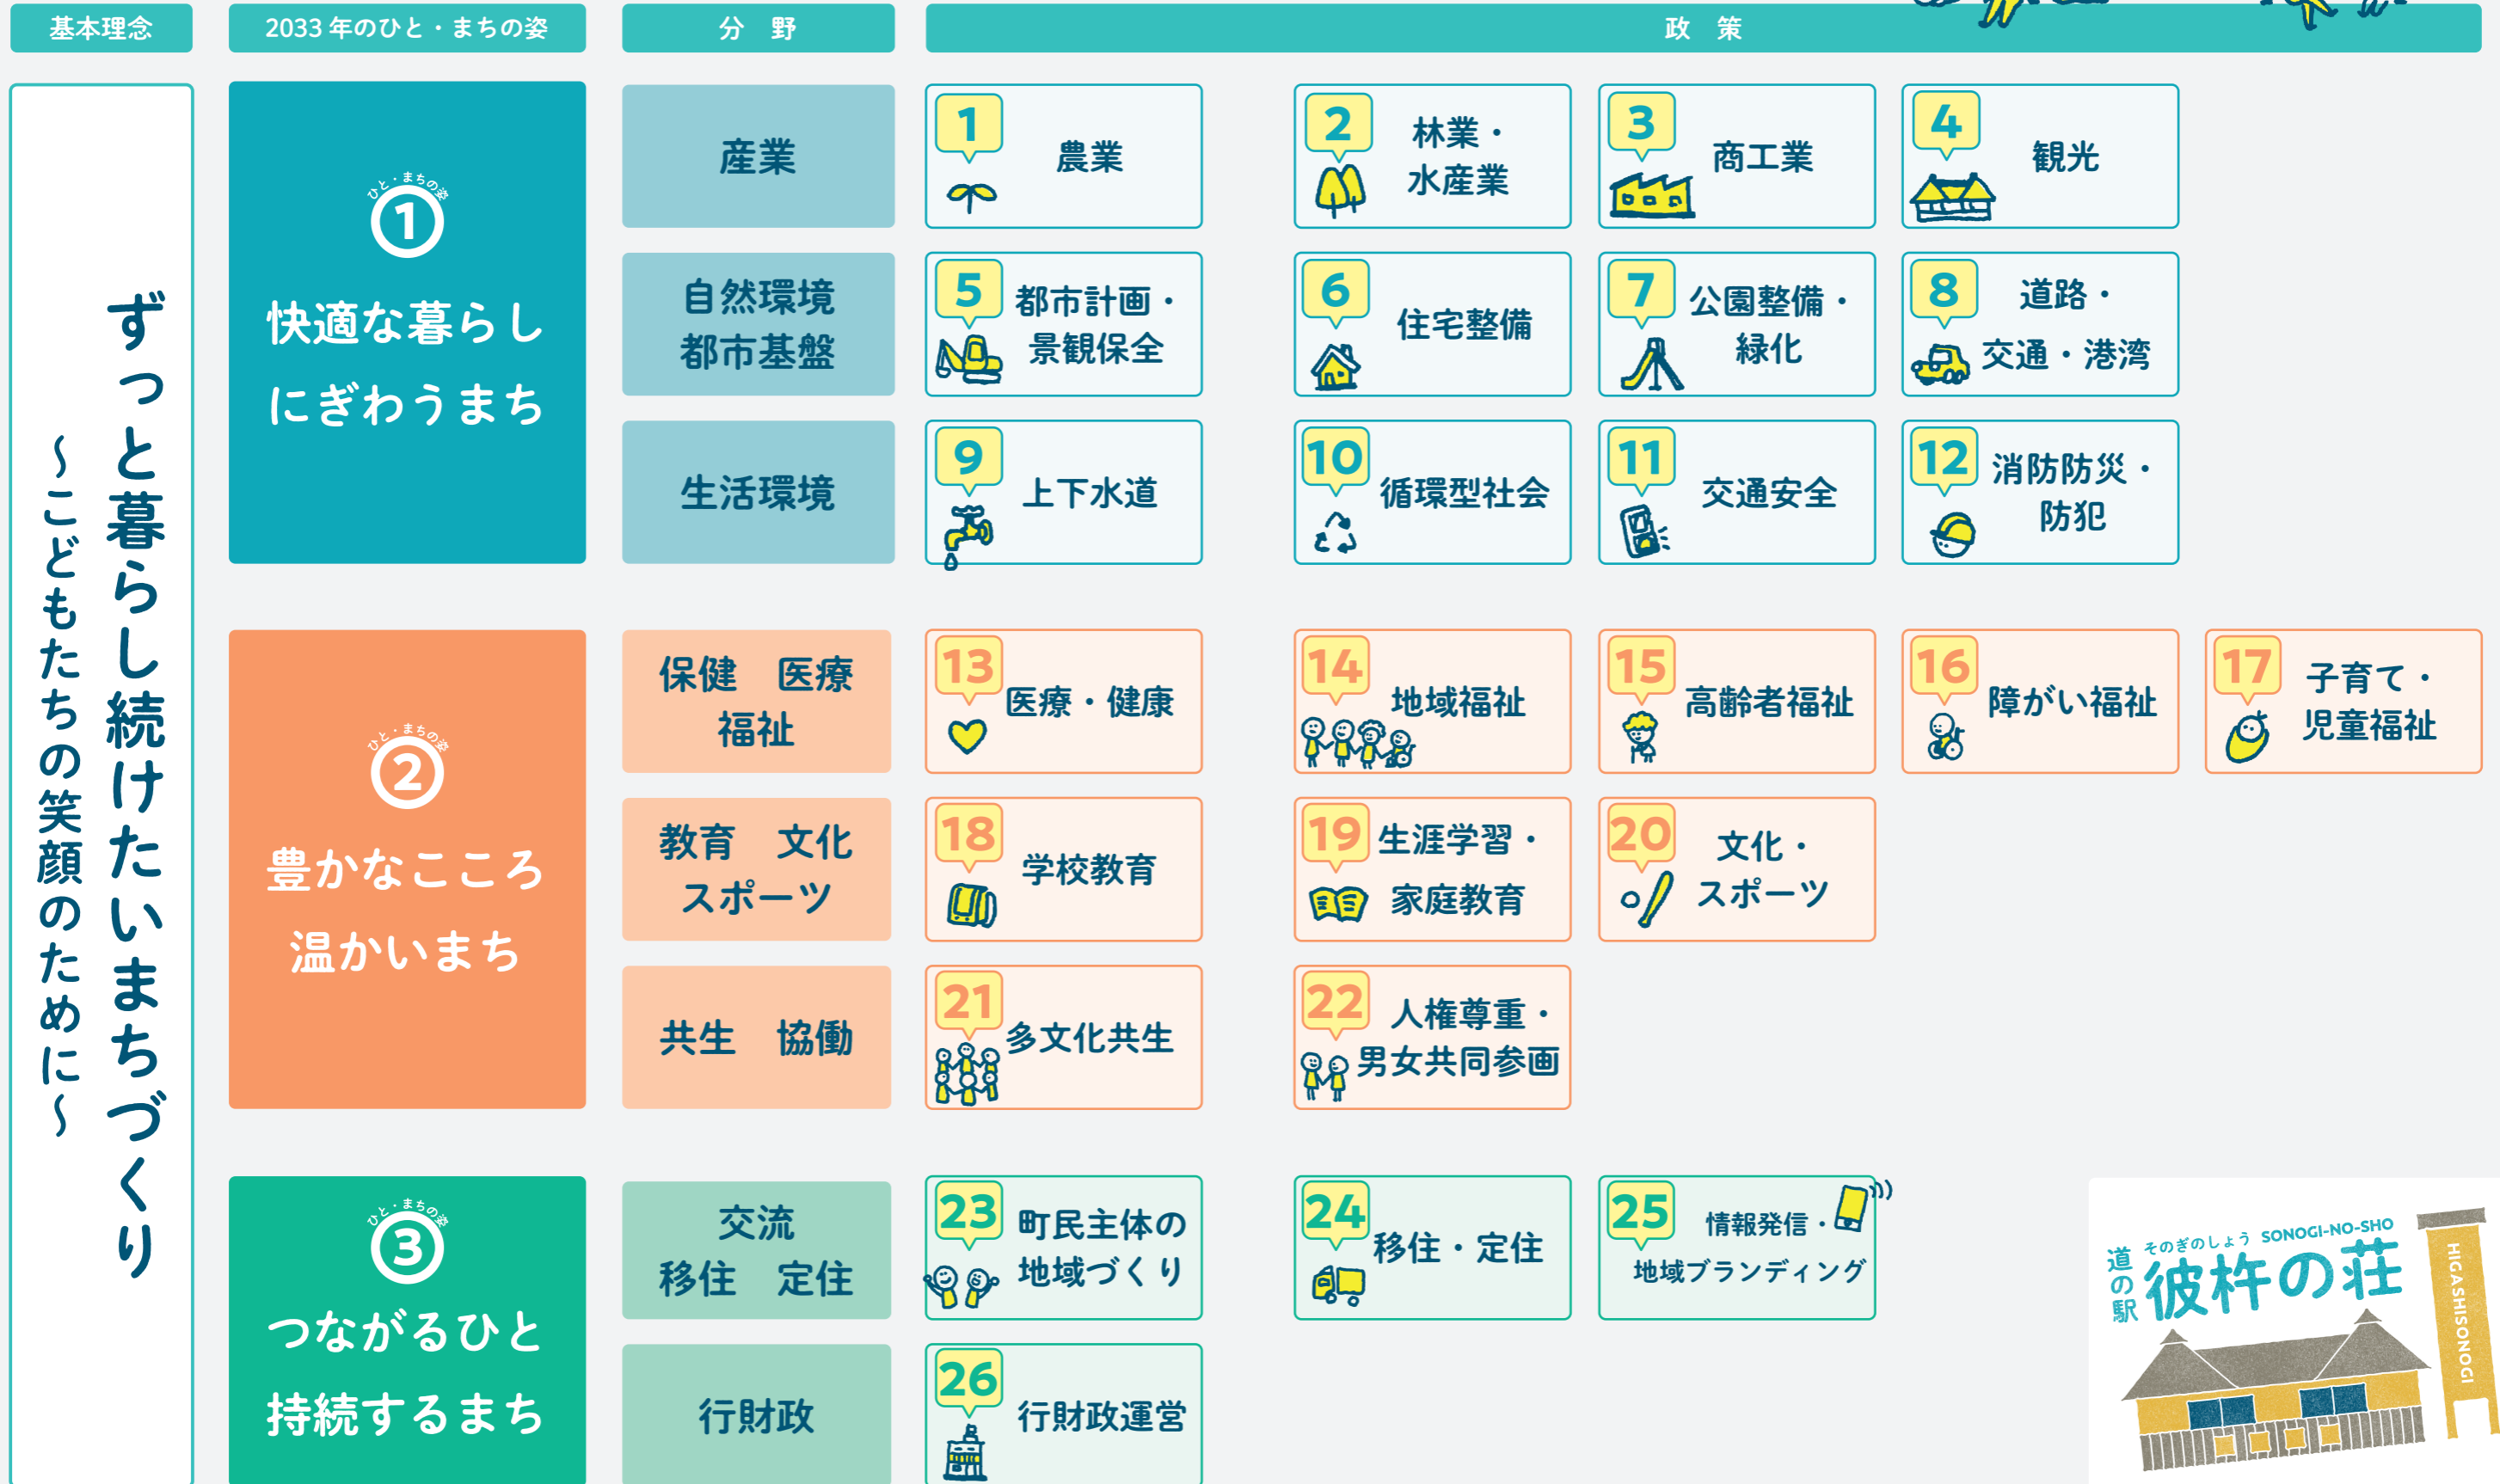 基本理念
2033年のひと・まちの姿
分 野
政 策
ずっと暮らし続けたいまちづくり
～こどもたちの笑顔のために～
ひと・まちの姿
1
快適な暮らし
にぎわうまち
産業
1
農業
2
林業・
水産業
3
商工業
4
観光
自然環境
都市基盤
5
都市計画・
景観保全
6
住宅整備
7
公園整備・
緑化
8
道路・
交通・港湾
生活環境
9
上下水道
10
循環型社会
11
交通安全
12
消防防災・
防犯
ひと・まちの姿
2
豊かなこころ
温かいまち
保健 医療
福祉
13
医療・健康
14
地域福祉
15
高齢者福祉
16
障がい福祉
17
子育て・
児童福祉
教育 文化
スポーツ
18
学校教育
19
生涯学習・
家庭教育
20
文化・
スポーツ
共生 協働
21
多文化共生
22
人権尊重・
男女共同参画
ひと・まちの姿
3
つながるひと
持続するまち
交流
移住 定住
23
町民主体の
地域づくり
24
移住・定住
25
情報発信・
地域ブランディング
行財政
26
行財政運営
道の駅
そのぎのしょう SONOGI-NO-SHO
彼杵の荘
HIGASHISONOGI